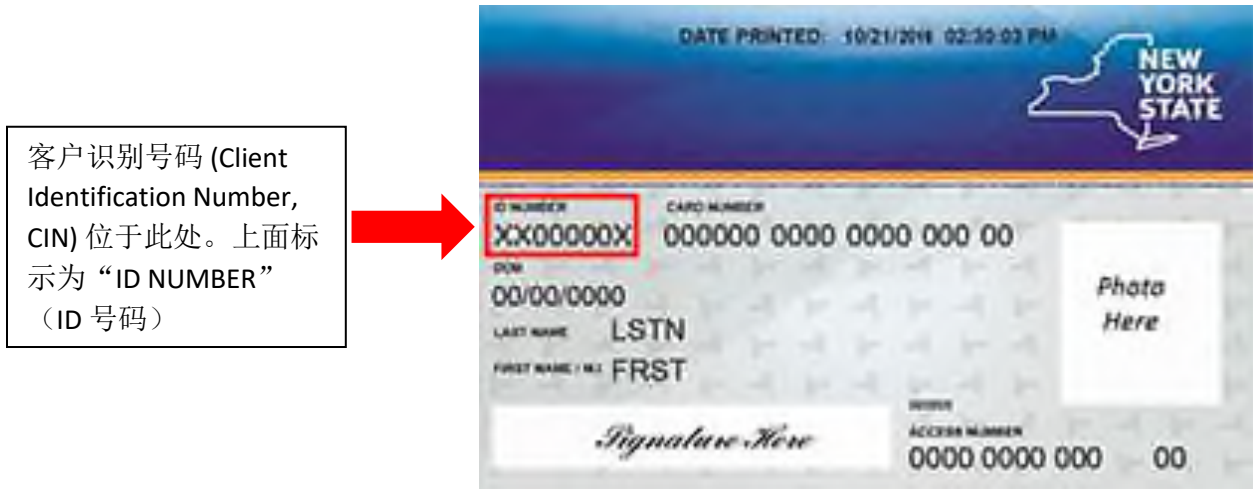 客户识别号码 (Client
Identification Number,
CIN) 位于此处。上面标
示为“ID NUMBER”
（ID 号码）
DATE PRINTED: 10/21/2016 02:30:03 PM
NEW
YORK
STATE
ID NUMBER CARD NUMBER
XX00000X 000000 0000 0000 000 00
DOB
00/00/0000
LAST NAME LSTN
FIRST NAME / M.I. FRST
Photo
Here
Signature Here
ACCESS NUMBER
0000 0000 000 00